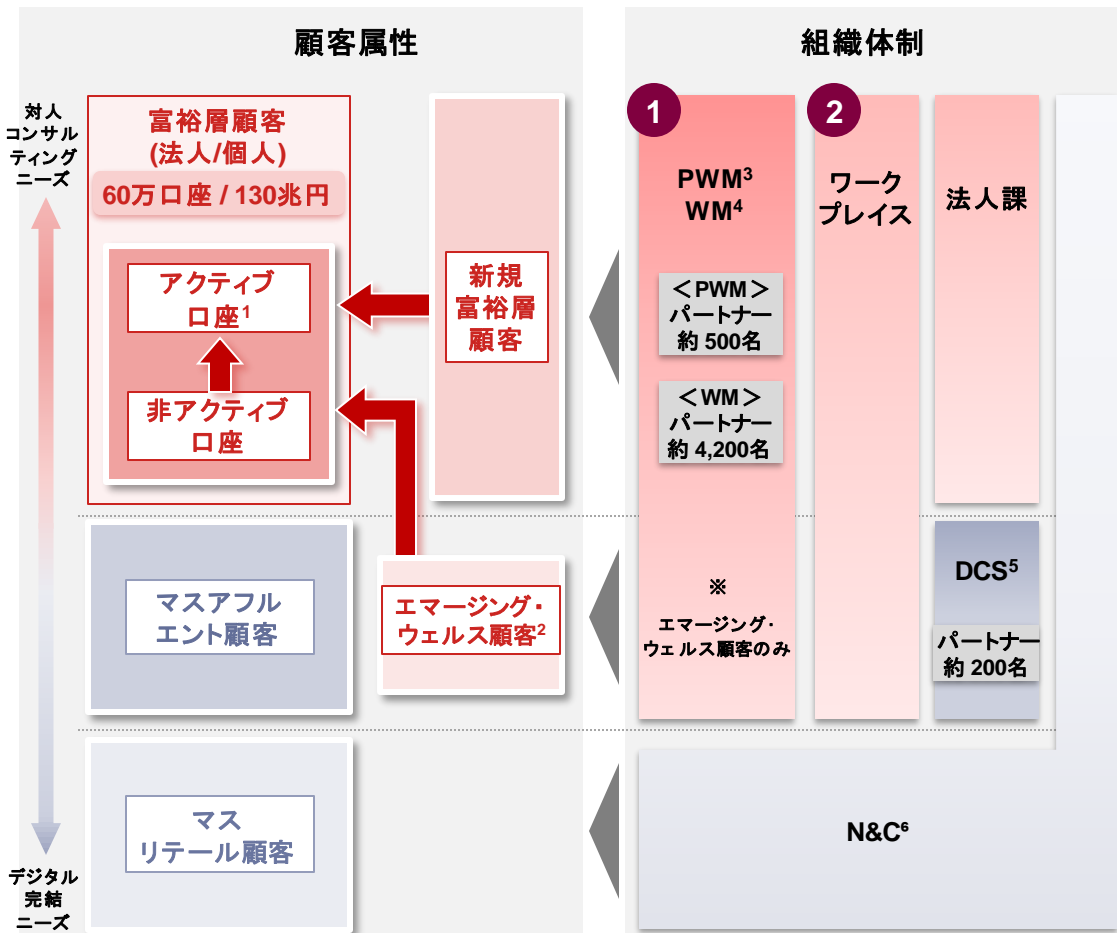 顧客属性
組織体制
対人
コンサル
ティング
ニーズ
富裕層顧客
(法人/個人)
60万口座 / 130兆円
アクティブ
口座1
非アクティブ
口座
新規
富裕層
顧客
マスアフル
エント顧客
エマージング・
ウェルス顧客2
マス
リテール顧客
デジタル
完結
ニーズ
1
PWM3
WM4
＜PWM＞
パートナー
約 500名
＜WM＞
パートナー
約 4,200名
※
エマージング・
ウェルス顧客のみ
2
ワーク
プレイス
法人課
DCS5
パートナー
約 200名
N&C6